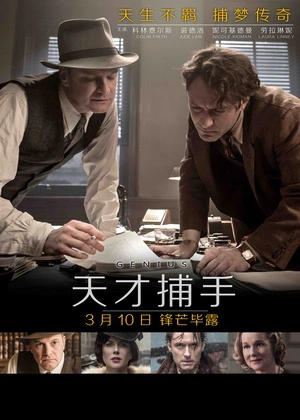 天生不羁 捕梦传奇
主演 科林费尔斯 裘德洛 妮可基德曼 劳拉琳妮
COLIN FIRTH JUDE LAW NICOLE KIDMAN LAURA LINNEY
GENIUS
天才捕手
3月10日 锋芒毕露